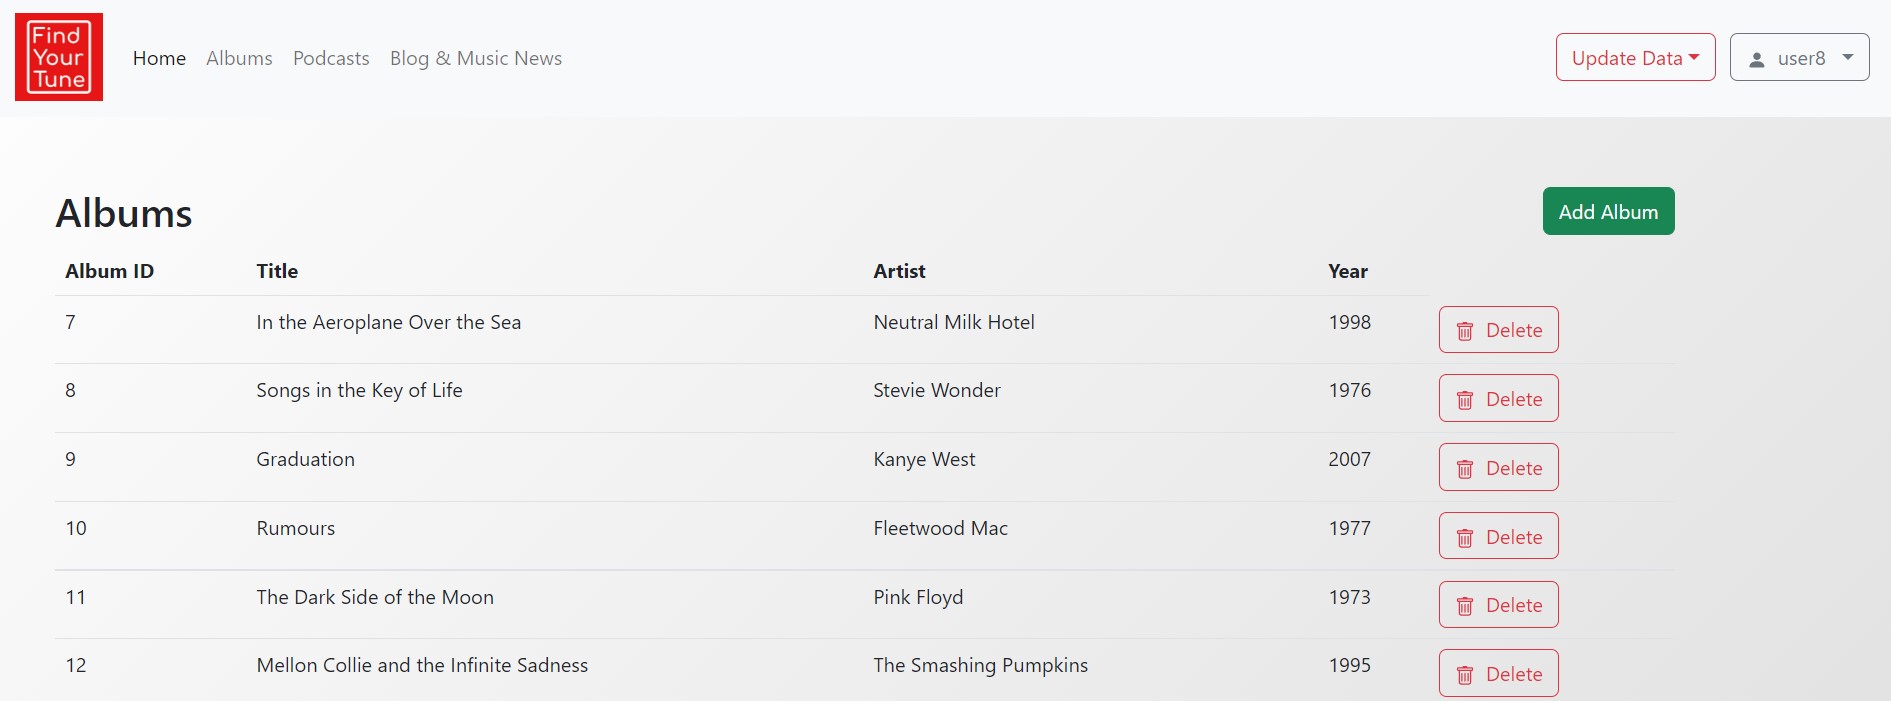 Find
Your
Tune
Home Albums Podcasts Blog & Music News Update Data user8
Albums Add Album
Album ID Title Artist Year
7 In the Aeroplane Over the Sea Neutral Milk Hotel 1998 Delete
8 Songs in the Key of Life Stevie Wonder 1976 Delete
9 Graduation Kanye West 2007 Delete
10 Rumours Fleetwood Mac 1977 Delete
11 The Dark Side of the Moon Pink Floyd 1973 Delete
12 Mellon Collie and the Infinite Sadness The Smashing Pumpkins 1995 Delete